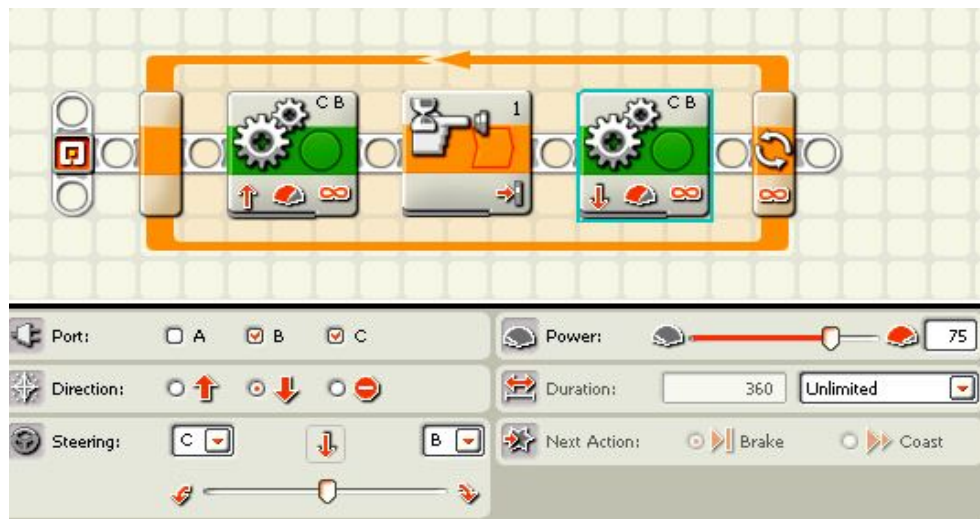 C B
1
C B
Port: A B C
Power: 75
Direction:
Duration: 360 Unlimited
Steering: C B
Next Action: Brake Coast